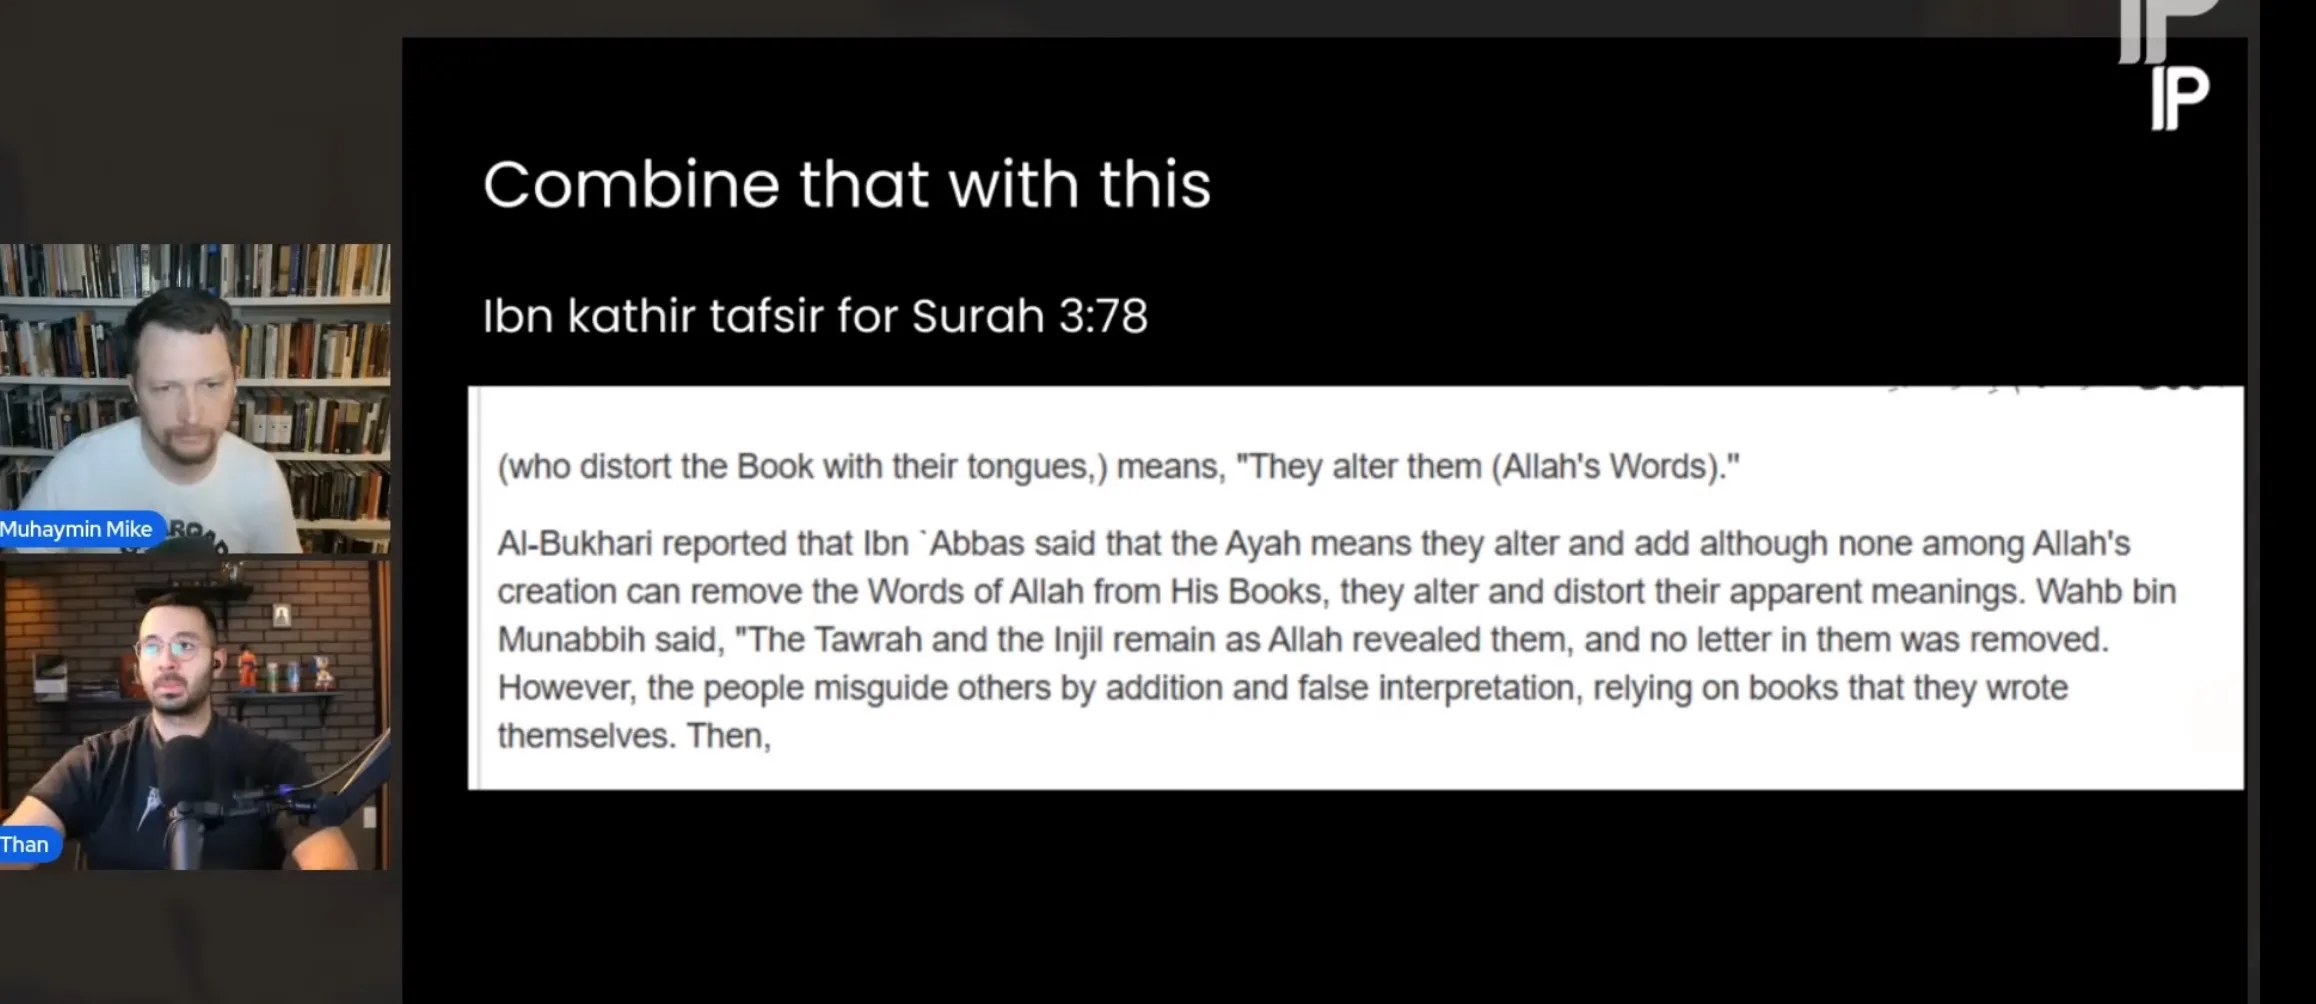 IP
IP
Combine that with this
Ibn kathir tafsir for Surah 3:78
(who distort the Book with their tongues,) means, "They alter them (Allah's Words)."
Al-Bukhari reported that Ibn `Abbas said that the Ayah means they alter and add although none among Allah's
creation can remove the Words of Allah from His Books, they alter and distort their apparent meanings. Wahb bin
Munabbih said, "The Tawrah and the Injil remain as Allah revealed them, and no letter in them was removed.
However, the people misguide others by addition and false interpretation, relying on books that they wrote
themselves. Then,
Muhaymin Mike
Than